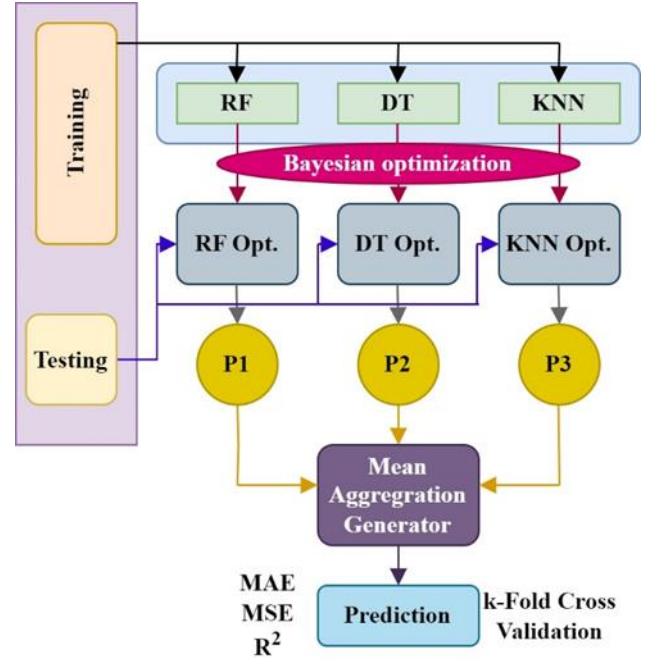 Training
RF
DT
KNN
Bayesian optimization
RF Opt.
DT Opt.
KNN Opt.
Testing
P1
P2
P3
Mean
Aggregration
Generator
MAE
MSE
R²
Prediction
k-Fold Cross
Validation